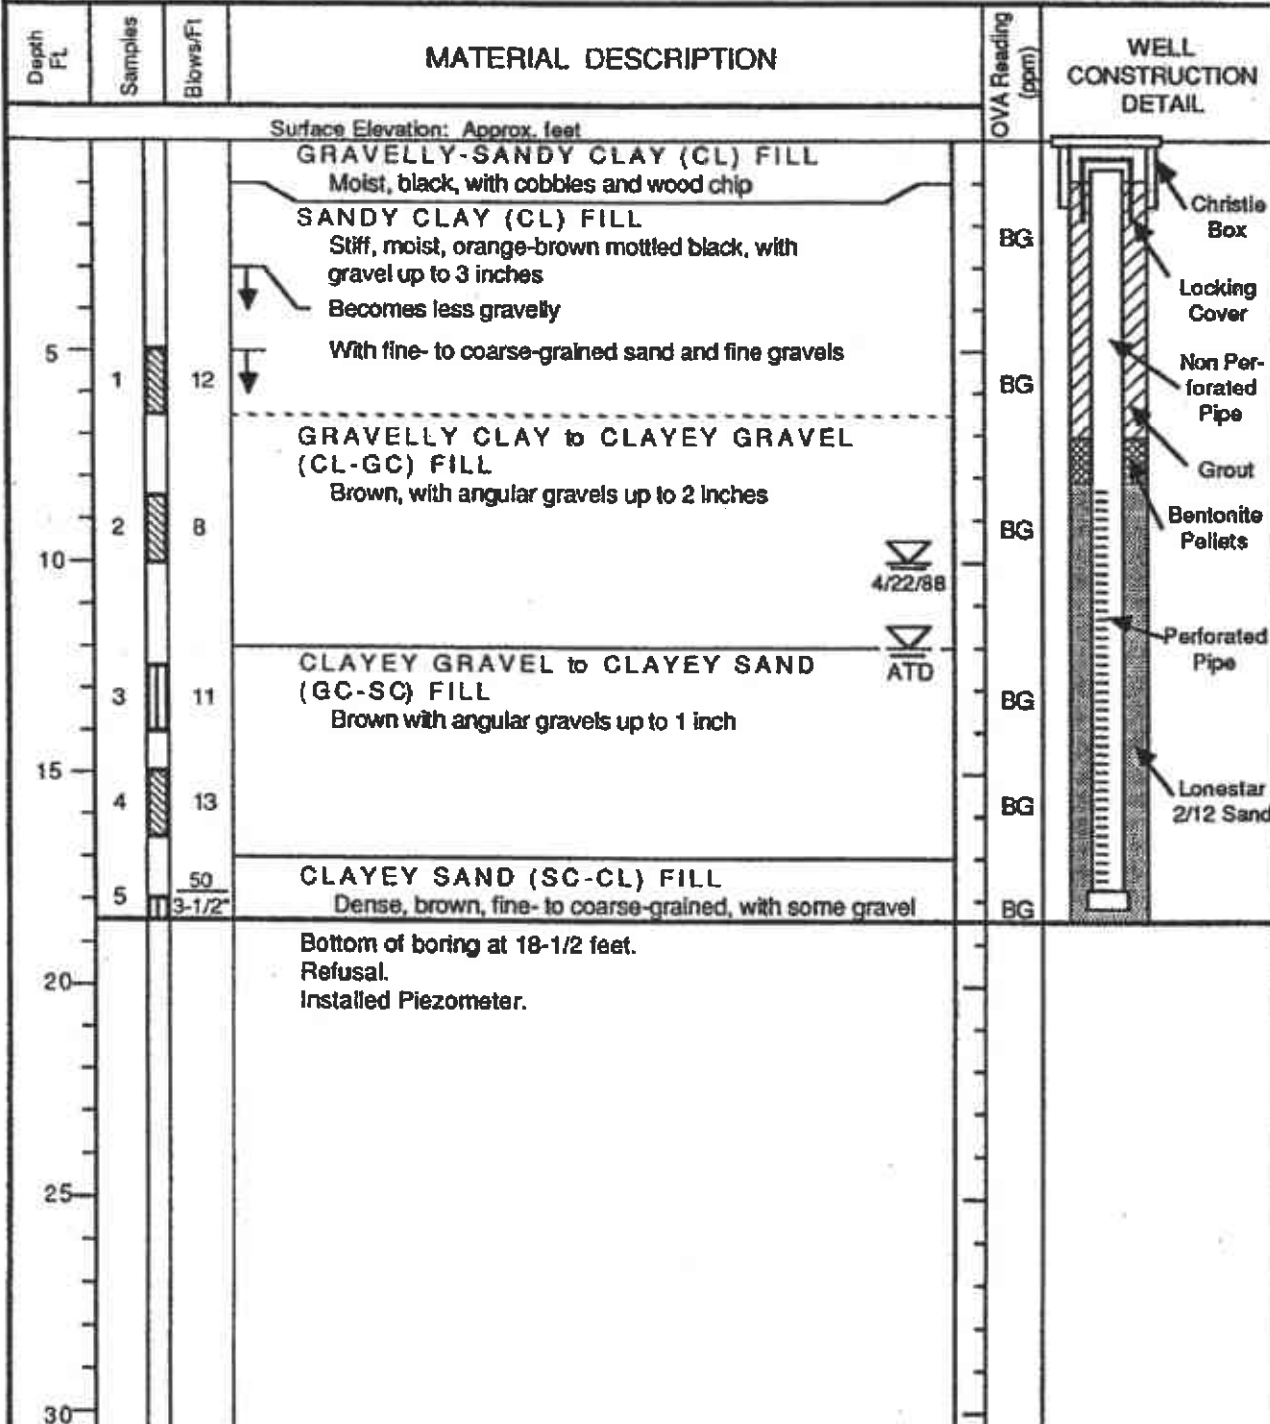 Depth Ft.
Samples
Blows/Ft
MATERIAL DESCRIPTION
OVA Reading (ppm)
WELL
CONSTRUCTION
DETAIL
Surface Elevation: Approx. feet
GRAVELLY-SANDY CLAY (CL) FILL
Moist, black, with cobbles and wood chip
SANDY CLAY (CL) FILL
Stiff, moist, orange-brown mottled black, with
gravel up to 3 inches
BG
Christie
Box
Becomes less gravelly
Locking
Cover
5
With fine- to coarse-grained sand and fine gravels
1
12
BG
Non Per-
forated
Pipe
GRAVELLY CLAY to CLAYEY GRAVEL
(CL-GC) FILL
Brown, with angular gravels up to 2 inches
Grout
2
8
BG
Bentonite
Pellets
10
4/22/88
ATD
Perforated
Pipe
CLAYEY GRAVEL to CLAYEY SAND
(GC-SC) FILL
Brown with angular gravels up to 1 inch
3
11
BG
15
4
13
BG
Lonestar
2/12 Sand
CLAYEY SAND (SC-CL) FILL
Dense, brown, fine- to coarse-grained, with some gravel
5
50
3-1/2"
BG
Bottom of boring at 18-1/2 feet.
Refusal.
Installed Piezometer.
20
25
30